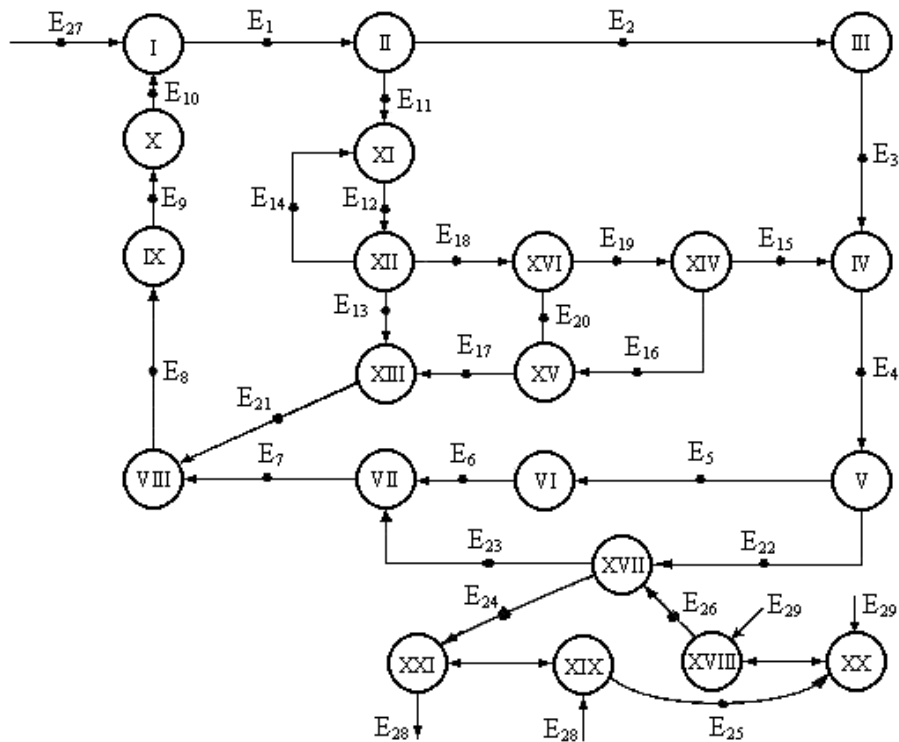 E27 E1 E2
I II III
E10 E11
X XI E3
E14 E12
E9
IX XII E18 XVI E19 XIV E15 IV
E13 E20
E8 XIII E17 XV E16 E4
E21
VIII E7 VII E6 VI E5 V
E23 XVII E22
E24 E26 E29 E29
XXI XIX XVIII XX
E28 E28 E25